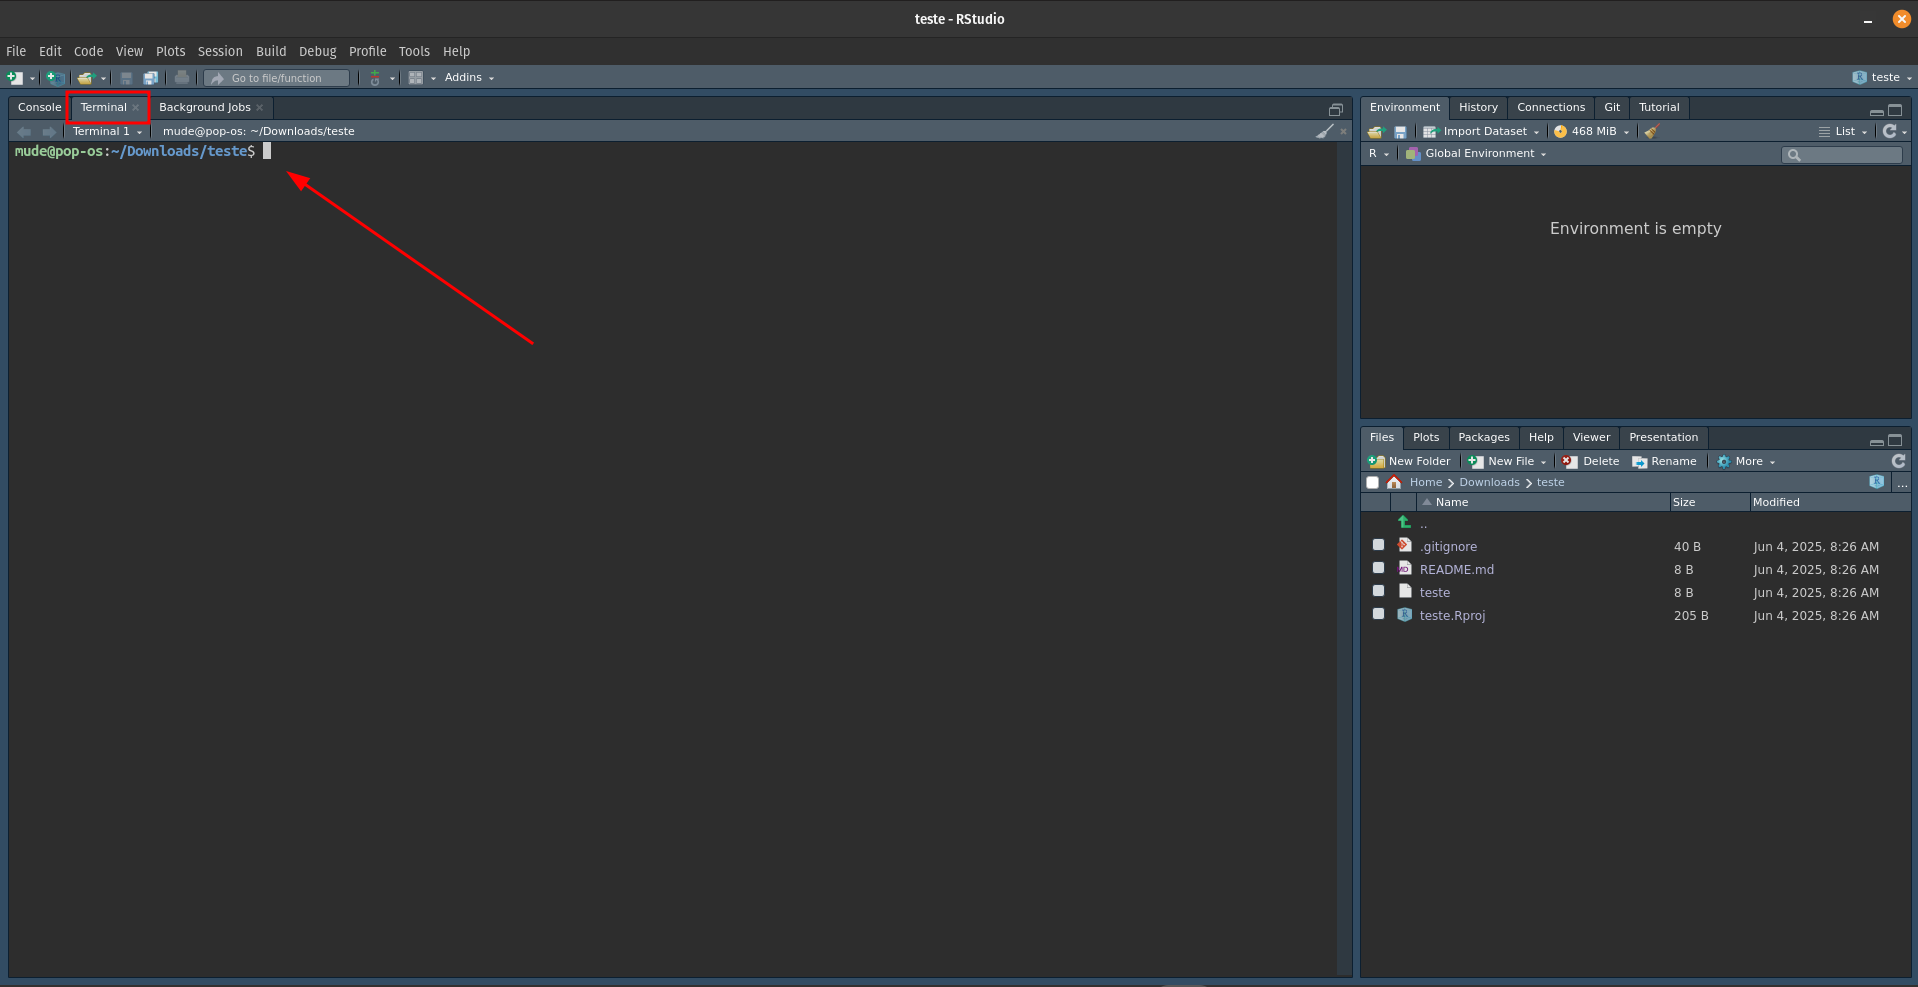 teste - RStudio
File Edit Code View Plots Session Build Debug Profile Tools Help
Go to file/function Addins teste
Console Terminal Background Jobs
Terminal 1 mude@pop-os: ~/Downloads/teste
mude@pop-os:~/Downloads/teste$
Environment History Connections Git Tutorial
Import Dataset 468 MiB List
R Global Environment
Environment is empty
Files Plots Packages Help Viewer Presentation
New Folder New File Delete Rename More
Home Downloads teste ...
Name Size Modified
..
.gitignore 40 B Jun 4, 2025, 8:26 AM
README.md 8 B Jun 4, 2025, 8:26 AM
teste 8 B Jun 4, 2025, 8:26 AM
teste.Rproj 205 B Jun 4, 2025, 8:26 AM